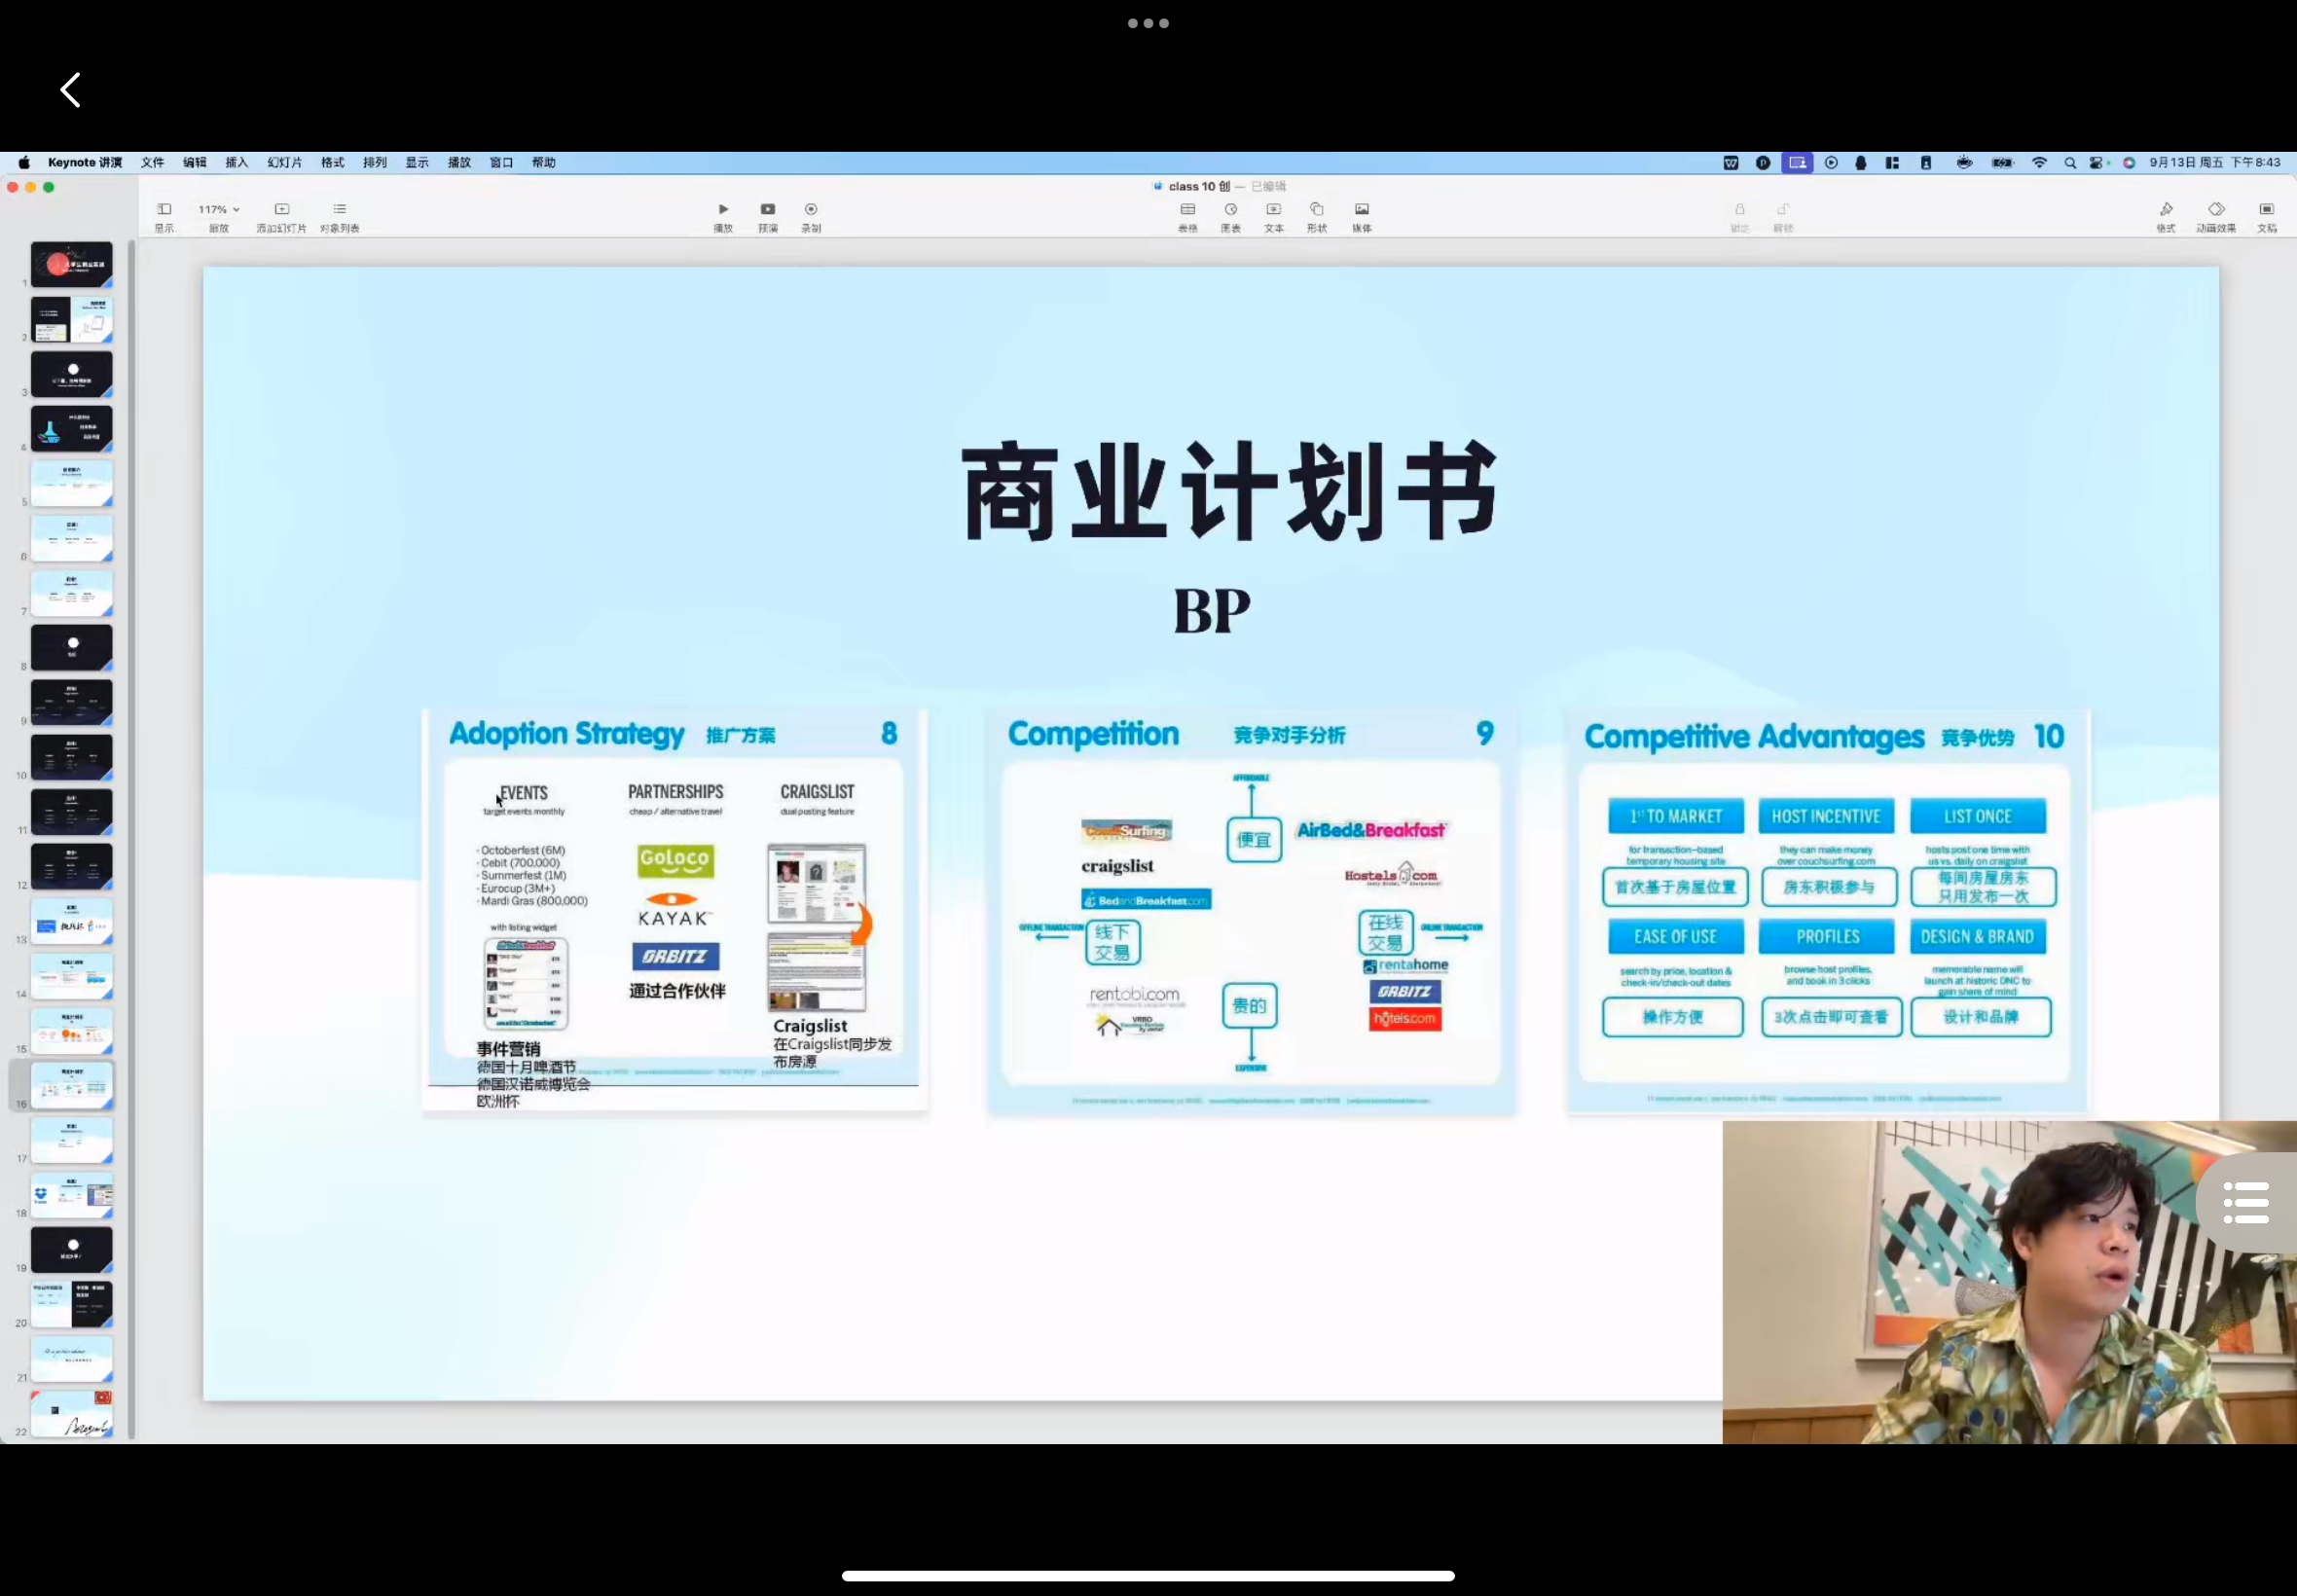 Keynote 讲演 文件 编辑 插入 幻灯片 格式 排列 显示 播放 窗口 帮助
9月13日 周五 下午8:43
class 10 创 — 已编辑
117%
显示 缩放 添加幻灯片 对象列表
播放 预演 录制
表格 图表 文本 形状 媒体
锁定 解锁
格式 动画效果 文稿
1
2
3
4
5
6
7
8
9
10
11
12
13
14
15
16
17
18
19
20
21
22
商业计划书
BP
Adoption Strategy 推广方案 8
EVENTS
target events monthly
· Octoberfest (6M)
· Cebit (700,000)
· Summerfest (1M)
· Eurocup (3M+)
· Mardi Gras (800,000)
with listing widget
事件营销
德国十月啤酒节
德国汉诺威博览会
欧洲杯
PARTNERSHIPS
cheap / alternative travel
GoLoco
KAYAK
ORBITZ
通过合作伙伴
CRAIGSLIST
dual posting feature
Craigslist
在Craigslist同步发
布房源
Competition 竞争对手分析 9
AFFORDABLE
便宜
CouchSurfing
craigslist
BedandBreakfast.com
AirBed&Breakfast
Hostels.com
OFFLINE TRANSACTION
线下
交易
在线
交易
ONLINE TRANSACTION
rentobi.com
VRBO
贵的
EXPENSIVE
rentahome
ORBITZ
hotels.com
Competitive Advantages 竞争优势 10
1ST TO MARKET
for transaction-based
temporary housing site
首次基于房屋位置
HOST INCENTIVE
they can make money
over couchsurfing.com
房东积极参与
LIST ONCE
hosts post one time with
us vs. daily on craigslist
每间房屋房东
只用发布一次
EASE OF USE
search by price, location &
check-in/check-out dates
操作方便
PROFILES
browse host profiles,
and book in 3 clicks
3次点击即可查看
DESIGN & BRAND
memorable name will
launch at historic DNC to
gain share of mind
设计和品牌